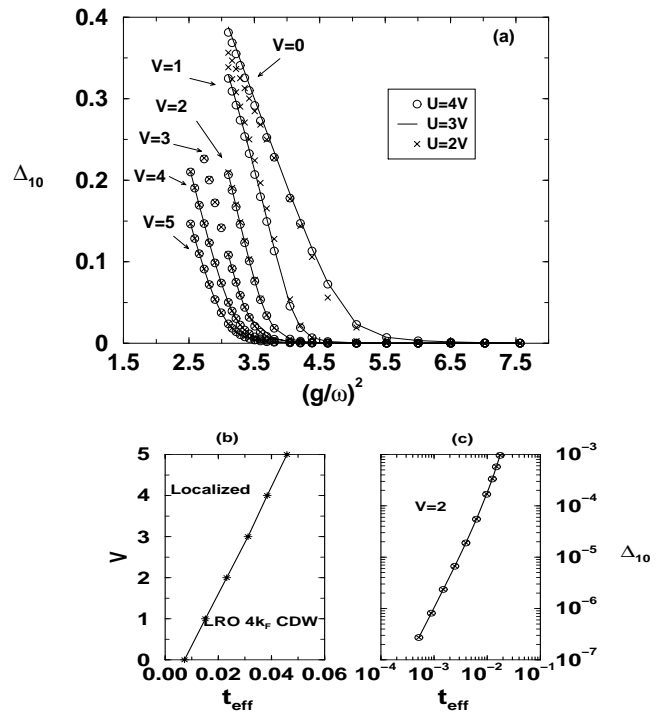 0.4
(a)
V=0
V=1
U=4V
V=2
U=3V
0.3
U=2V
V=3
Δ₁₀
0.2
V=4
V=5
0.1
0
1.5 2.5 3.5 4.5 5.5 6.5 7.5
(g/ω)²
(b) (c)
5 10⁻³
Localized
V=2
4 10⁻⁴
3
V 10⁻⁵ Δ₁₀
2
10⁻⁶
1 LRO 4k_F CDW
0 10⁻⁷
0.00 0.02 0.04 0.06 10⁻⁴ 10⁻³ 10⁻² 10⁻¹
t_eff t_eff